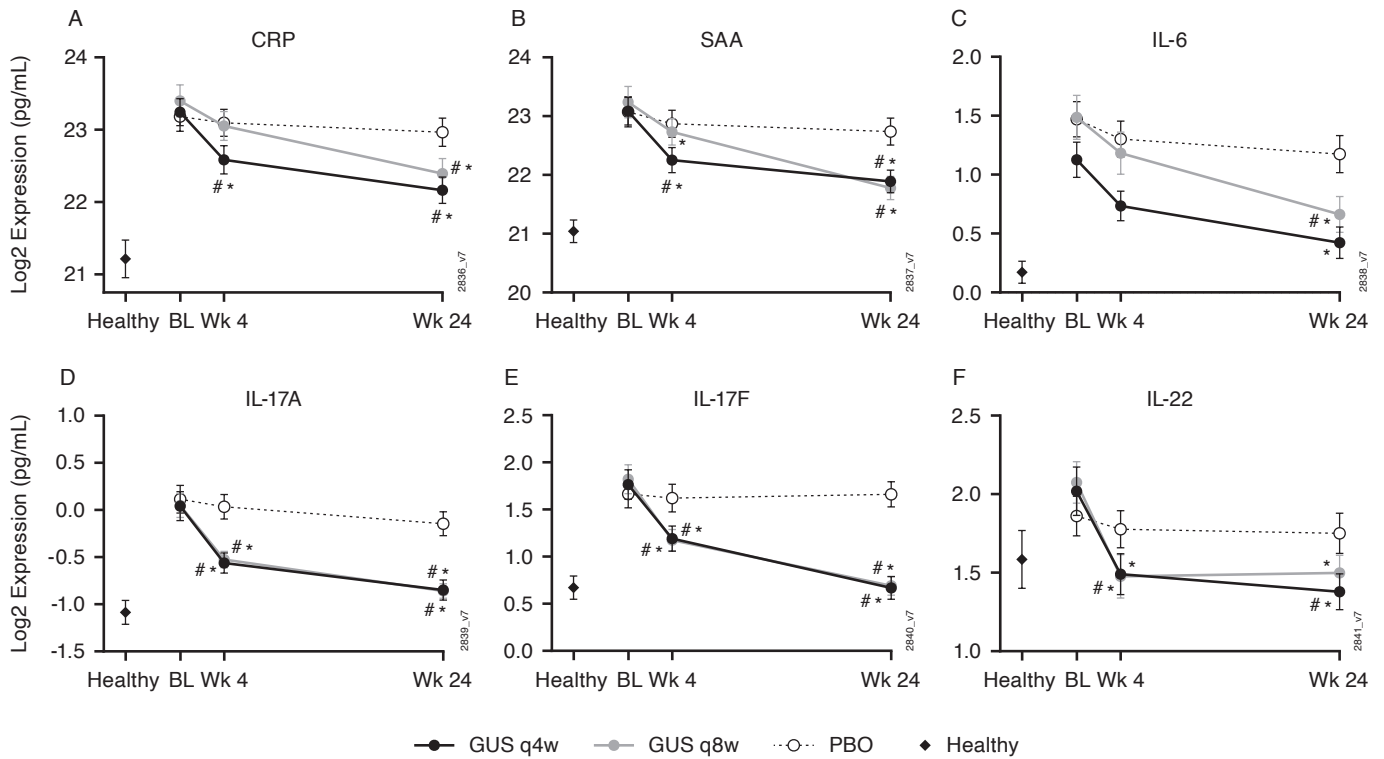 A
CRP
Log2 Expression (pg/mL)
24
23
22
21
# *
# *
# *
2836_v7
Healthy BL Wk 4 Wk 24
B
SAA
24
23
22
21
20
*
# *
# *
# *
2837_v7
Healthy BL Wk 4 Wk 24
C
IL-6
2.0
1.5
1.0
0.5
0.0
# *
*
2838_v7
Healthy BL Wk 4 Wk 24
D
IL-17A
Log2 Expression (pg/mL)
1.0
0.5
0.0
-0.5
-1.0
-1.5
# *
# *
# *
# *
2839_v7
Healthy BL Wk 4 Wk 24
E
IL-17F
2.5
2.0
1.5
1.0
0.5
0.0
# *
# *
# *
# *
2840_v7
Healthy BL Wk 4 Wk 24
F
IL-22
2.5
2.0
1.5
1.0
*
# *
*
# *
2841_v7
Healthy BL Wk 4 Wk 24
GUS q4w GUS q8w PBO Healthy